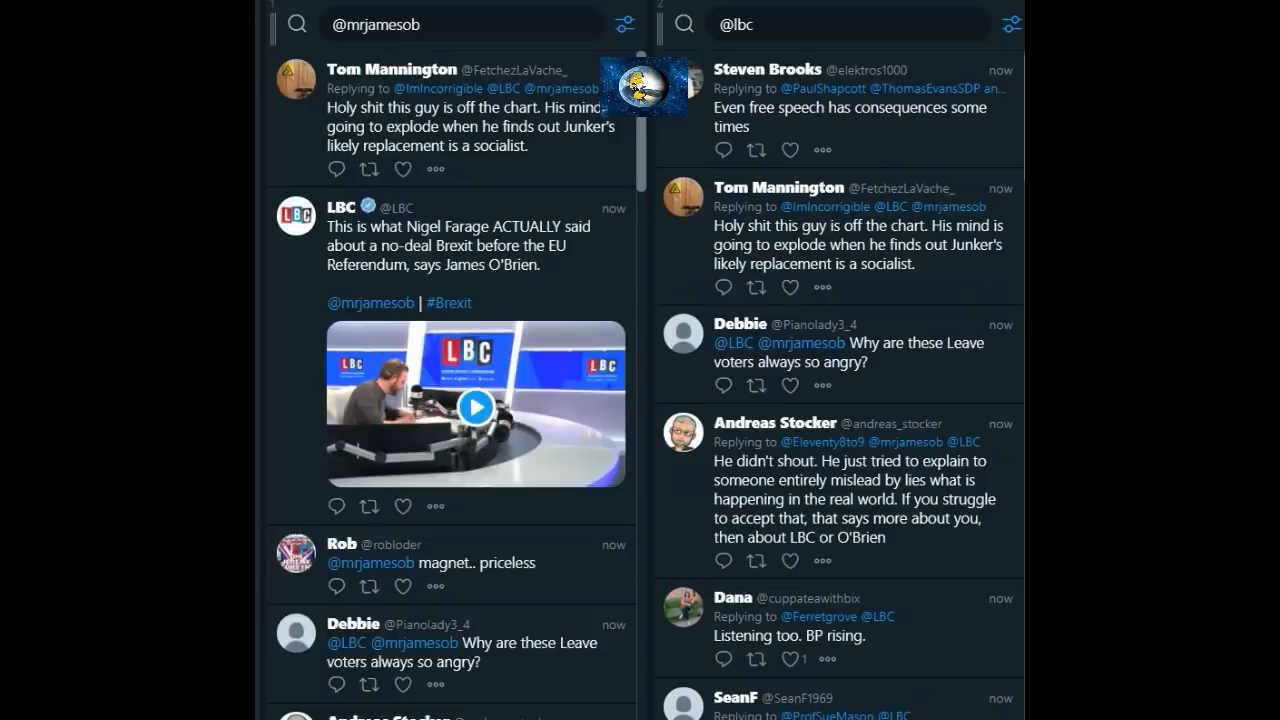 1
@mrjamesob
Tom Mannington @FetchezLaVache_
Replying to @ImIncorrigible @LBC @mrjamesob
Holy shit this guy is off the chart. His mind
going to explode when he finds out Junker's
likely replacement is a socialist.
LBC @LBC now
This is what Nigel Farage ACTUALLY said
about a no-deal Brexit before the EU
Referendum, says James O'Brien.
@mrjamesob | #Brexit
LBC
LBC
LBC
LBC
Rob @robloder now
@mrjamesob magnet.. priceless
Debbie @Pianolady3_4 now
@LBC @mrjamesob Why are these Leave
voters always so angry?
2
@lbc
Steven Brooks @elektros1000 now
Replying to @PaulShapcott @ThomasEvansSDP an...
Even free speech has consequences some
times
Tom Mannington @FetchezLaVache_ now
Replying to @ImIncorrigible @LBC @mrjamesob
Holy shit this guy is off the chart. His mind is
going to explode when he finds out Junker's
likely replacement is a socialist.
Debbie @Pianolady3_4 now
@LBC @mrjamesob Why are these Leave
voters always so angry?
Andreas Stocker @andreas_stocker now
Replying to @Eleventy8to9 @mrjamesob @LBC
He didn't shout. He just tried to explain to
someone entirely mislead by lies what is
happening in the real world. If you struggle
to accept that, that says more about you,
then about LBC or O'Brien
Dana @cuppateawithbix now
Replying to @Ferretgrove @LBC
Listening too. BP rising.
1
SeanF @SeanF1969 now
Replying to @ProfSueMason @LBC